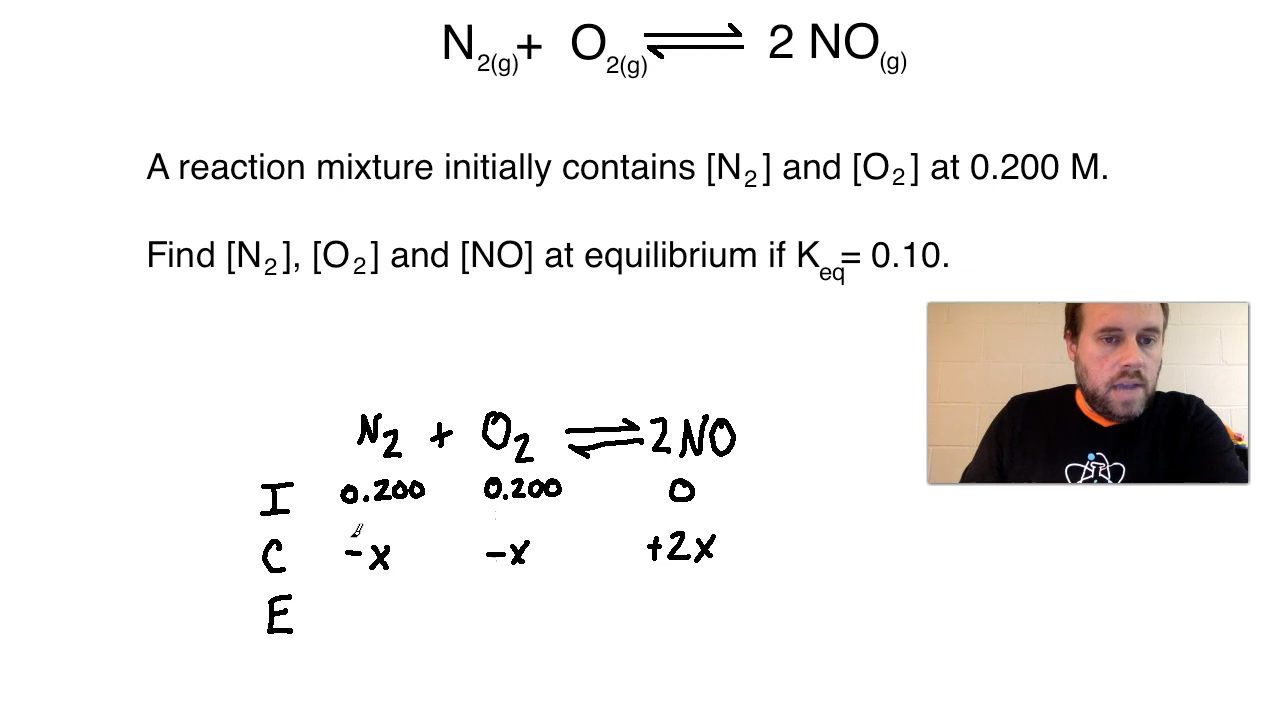 N₂(g) + O₂(g) ⇌ 2 NO(g)
A reaction mixture initially contains [N₂] and [O₂] at 0.200 M.
Find [N₂], [O₂] and [NO] at equilibrium if Keq= 0.10.
N₂ + O₂ ⇌ 2NO
I 0.200 0.200 0
C -x -x +2x
E